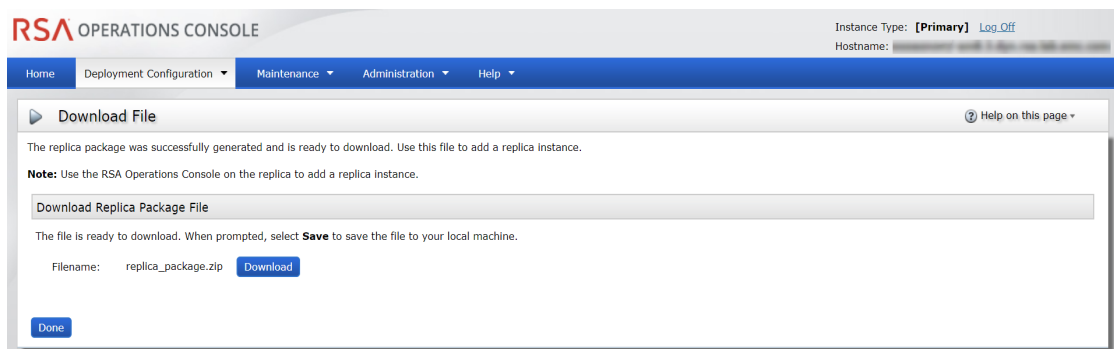 RSA OPERATIONS CONSOLE
Instance Type: [Primary] Log Off
Hostname:
Home Deployment Configuration Maintenance Administration Help
Download File
Help on this page
The replica package was successfully generated and is ready to download. Use this file to add a replica instance.
Note: Use the RSA Operations Console on the replica to add a replica instance.
Download Replica Package File
The file is ready to download. When prompted, select Save to save the file to your local machine.
Filename: replica_package.zip Download
Done